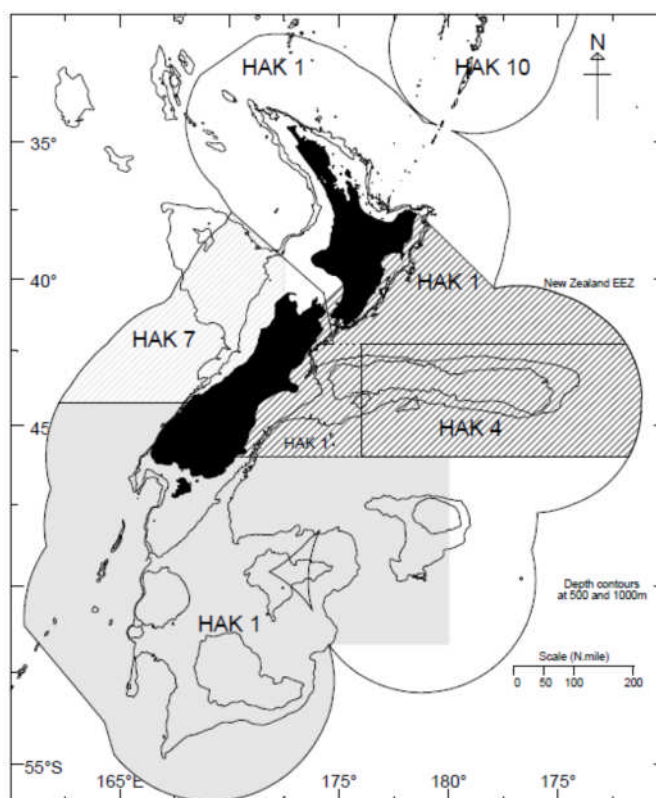 HAK 1
HAK 10
N
35°
HAK 1
40°
New Zealand EEZ
HAK 7
HAK 4
45°
HAK 1
Depth contours
at 500 and 1000m
HAK 1
Scale (N.mile)
0 50 100 200
55°S
165°E 175° 180° 175°